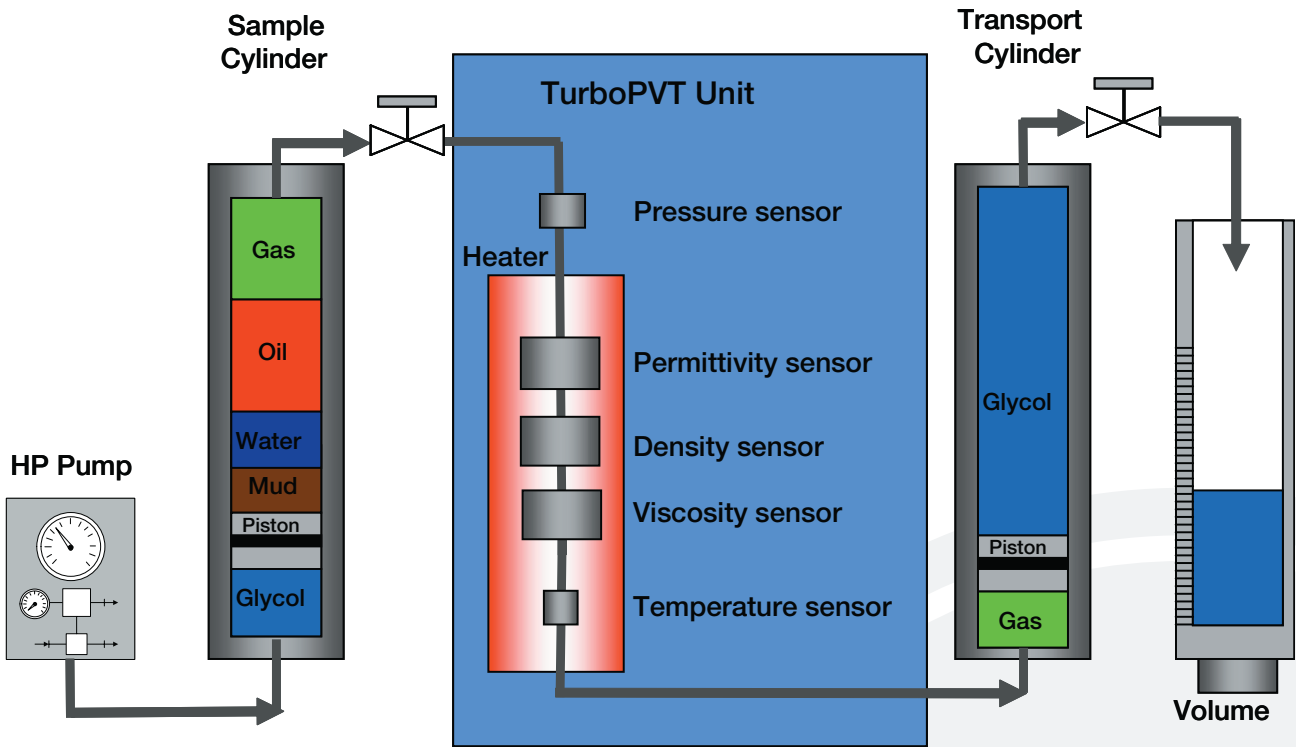 Sample
Cylinder
Transport
Cylinder
TurboPVT Unit
Pressure sensor
Heater
Permittivity sensor
Density sensor
Viscosity sensor
Temperature sensor
HP Pump
Gas
Oil
Water
Mud
Piston
Glycol
Glycol
Piston
Gas
Volume